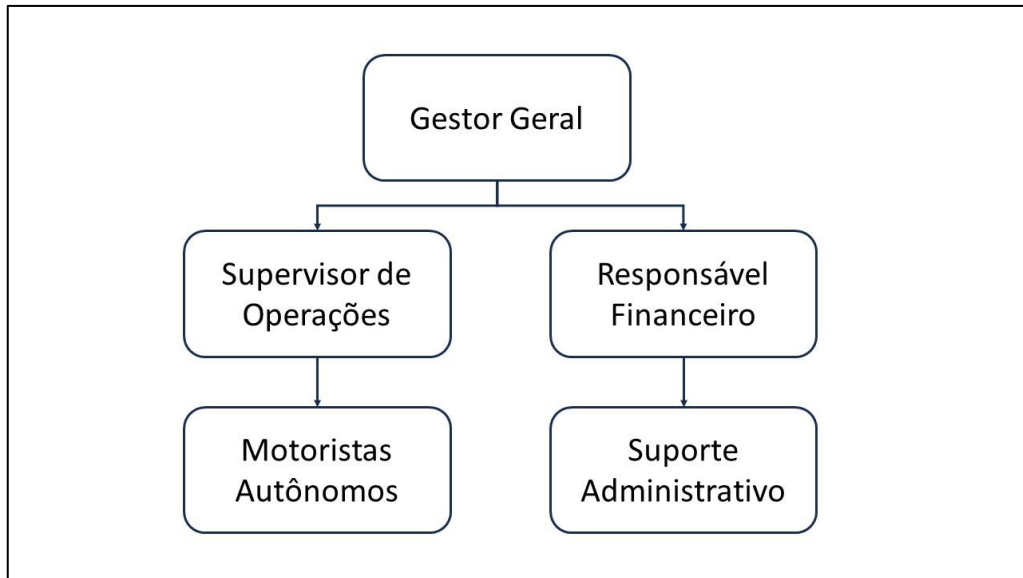 Gestor Geral
Supervisor de
Operações
Responsável
Financeiro
Motoristas
Autônomos
Suporte
Administrativo